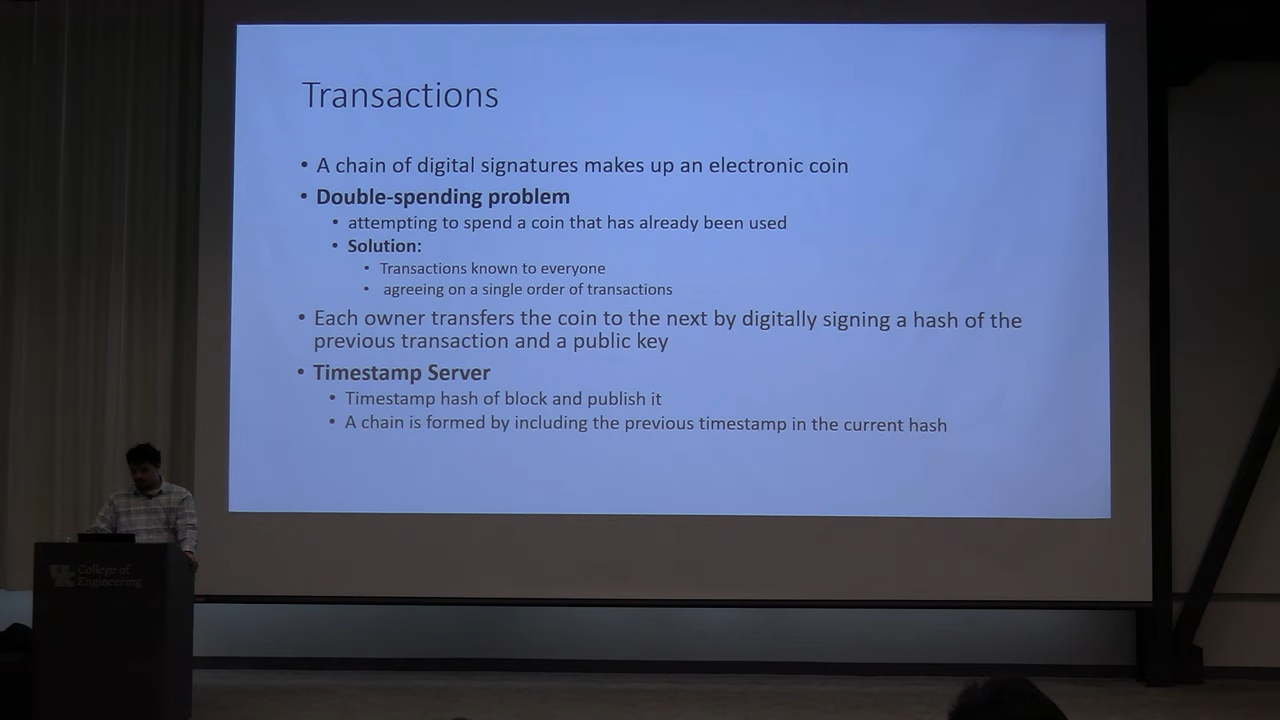 Transactions
• A chain of digital signatures makes up an electronic coin
• Double-spending problem
• attempting to spend a coin that has already been used
• Solution:
• Transactions known to everyone
• agreeing on a single order of transactions
• Each owner transfers the coin to the next by digitally signing a hash of the
previous transaction and a public key
• Timestamp Server
• Timestamp hash of block and publish it
• A chain is formed by including the previous timestamp in the current hash
College of
Engineering